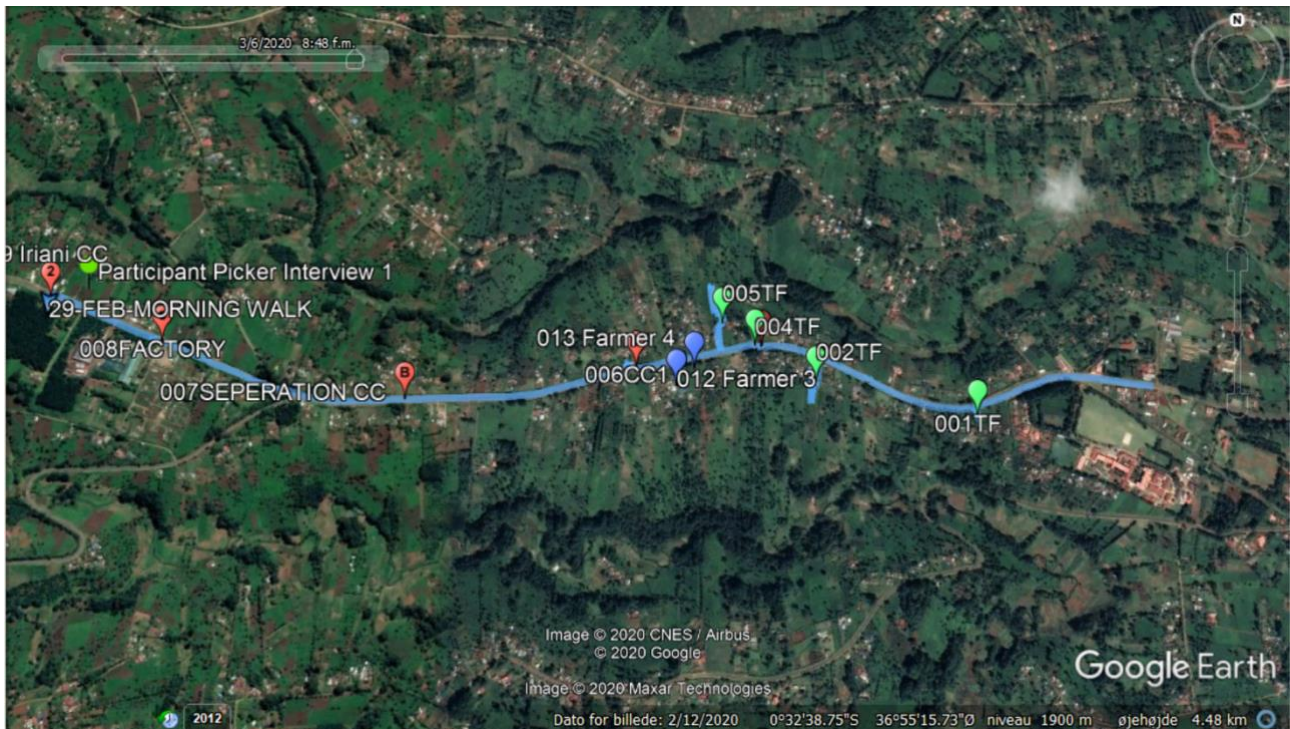 N
3/6/2020 8:48 f.m.
9 Iriani CC
2
Participant Picker Interview 1
29-FEB-MORNING WALK
008FACTORY
005TF
004TF
013 Farmer 4
002TF
006CC1
012 Farmer 3
B
007SEPERATION CC
001TF
Image © 2020 CNES / Airbus
© 2020 Google
Image © 2020 Maxar Technologies
Google Earth
2012
Dato for billede: 2/12/2020 0°32'38.75"S 36°55'15.73"Ø niveau 1900 m øjehøjde 4.48 km